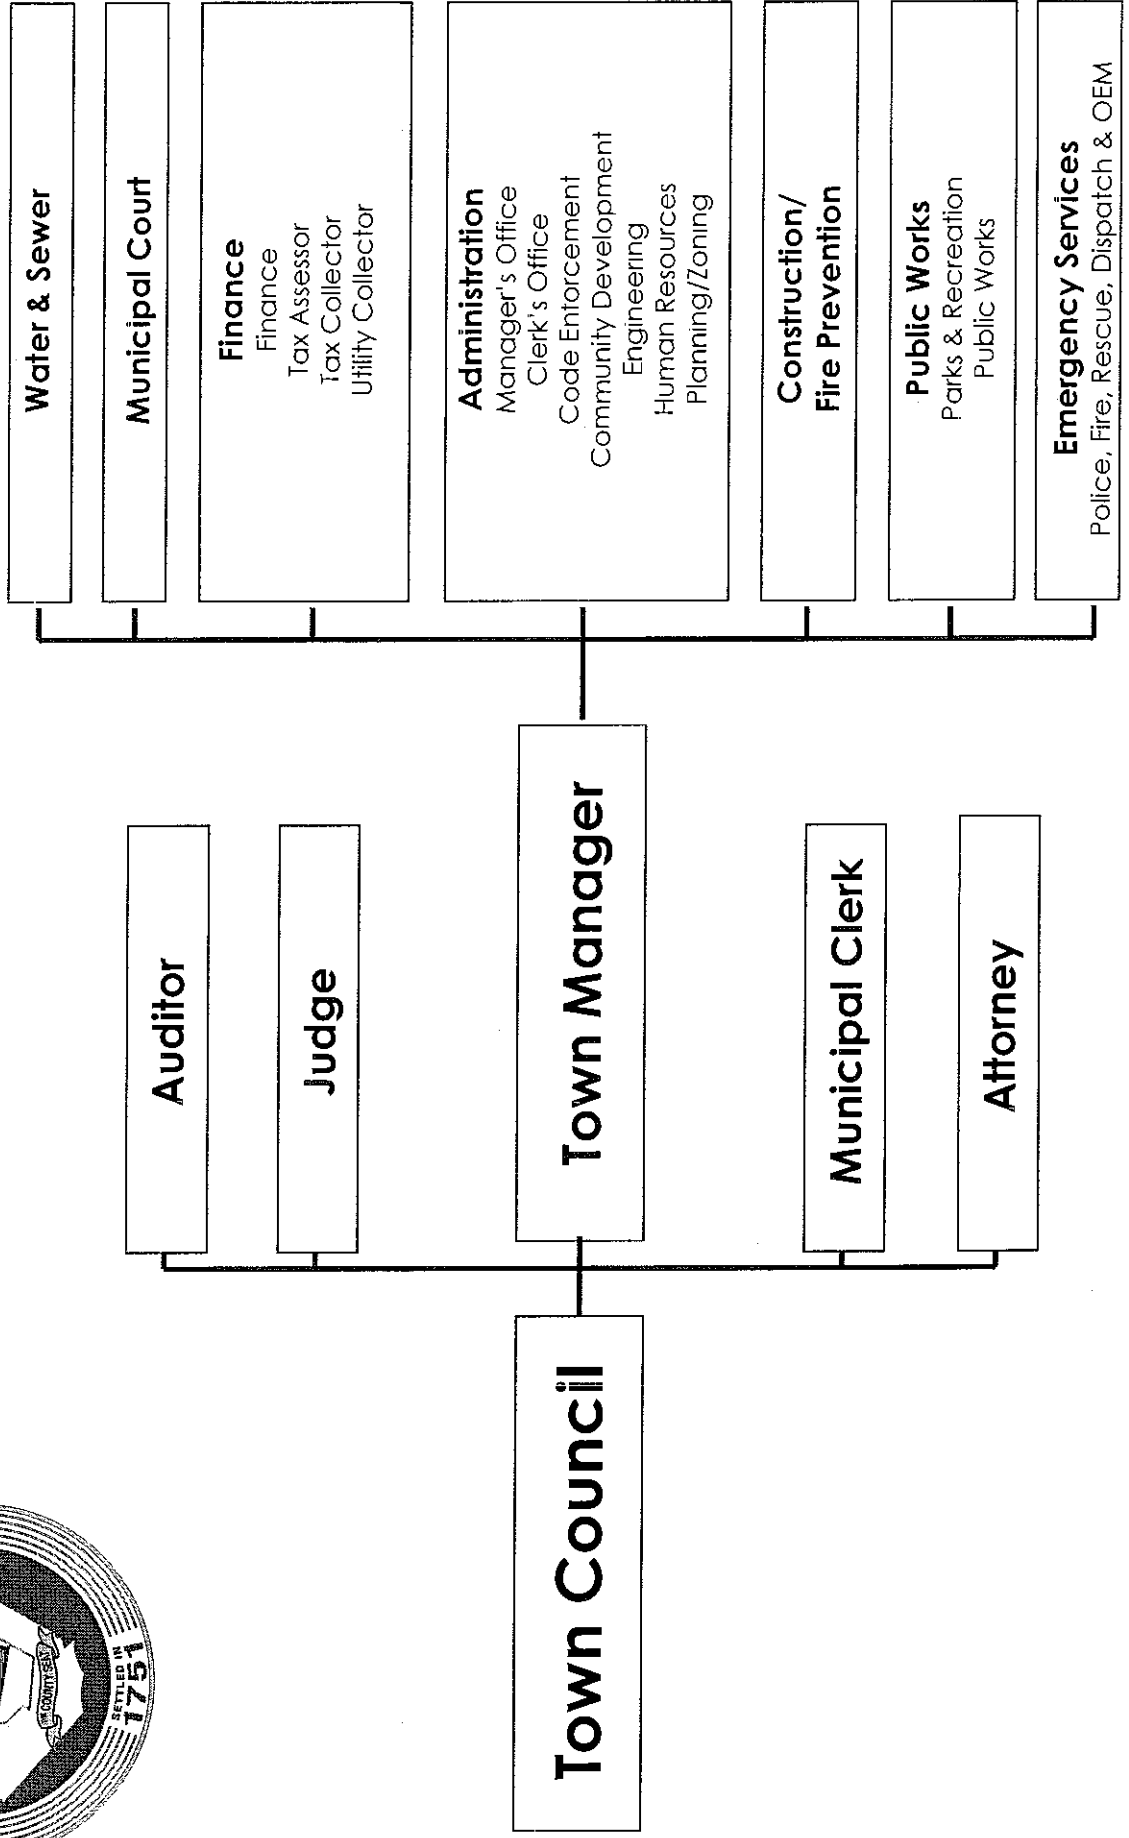 THE COUNTY SEAT
SETTLED IN
1751
Town Council
Auditor
Judge
Town Manager
Municipal Clerk
Attorney
Water & Sewer
Municipal Court
Finance
Finance
Tax Assessor
Tax Collector
Utility Collector
Administration
Manager's Office
Clerk's Office
Code Enforcement
Community Development
Engineering
Human Resources
Planning/Zoning
Construction/
Fire Prevention
Public Works
Parks & Recreation
Public Works
Emergency Services
Police, Fire, Rescue, Dispatch & OEM